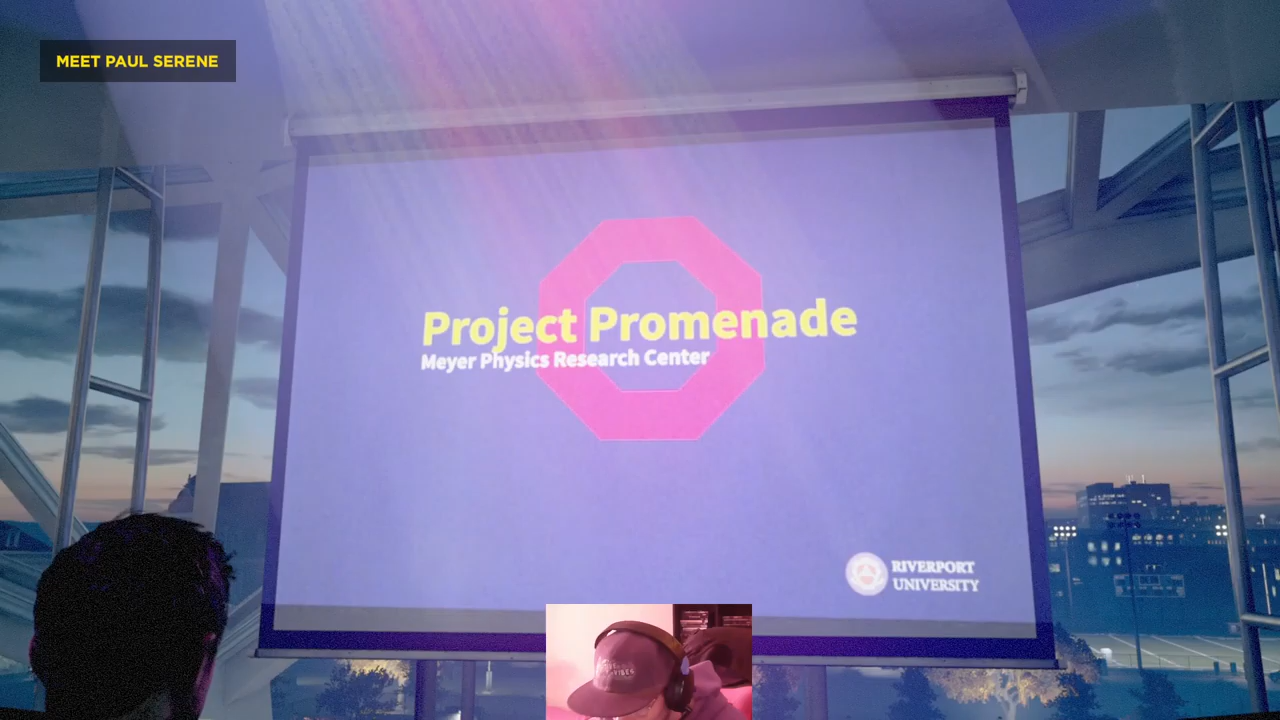 MEET PAUL SERENE
Project Promenade
Meyer Physics Research Center
RIVERPORT
UNIVERSITY